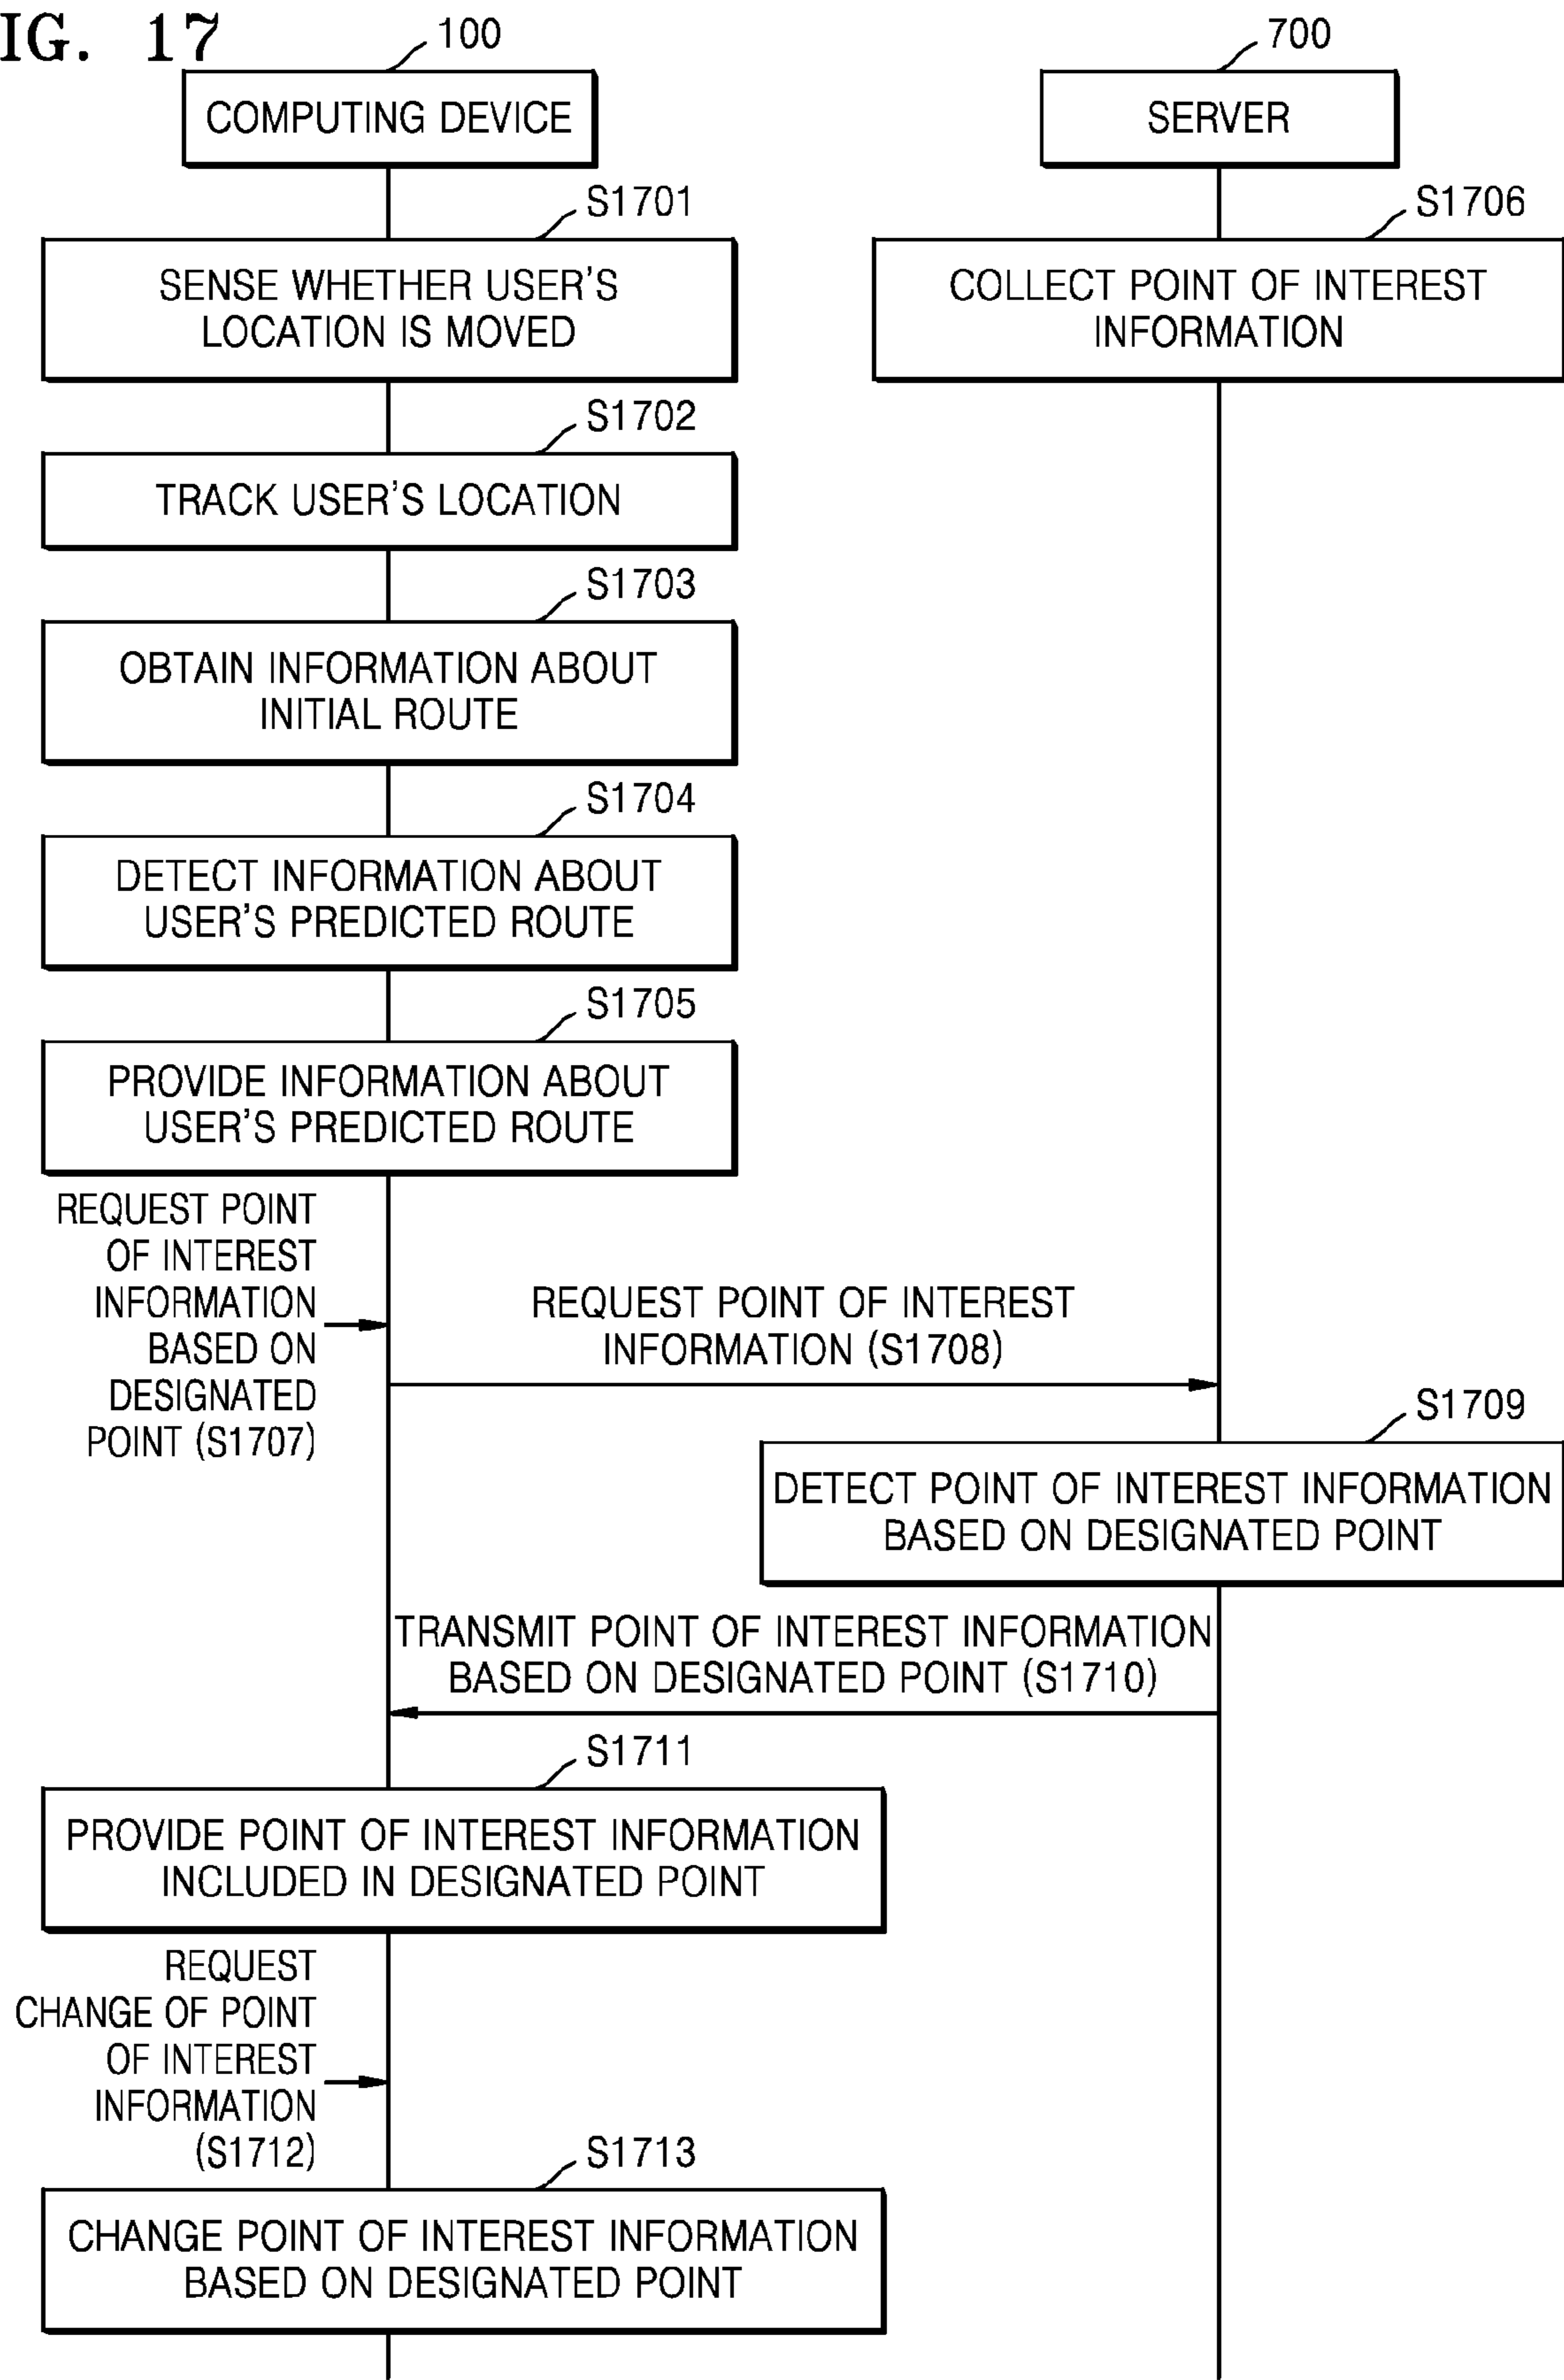 IG. 17
100
700
COMPUTING DEVICE
SERVER
S1701
S1706
SENSE WHETHER USER'S
LOCATION IS MOVED
COLLECT POINT OF INTEREST
INFORMATION
S1702
TRACK USER'S LOCATION
S1703
OBTAIN INFORMATION ABOUT
INITIAL ROUTE
S1704
DETECT INFORMATION ABOUT
USER'S PREDICTED ROUTE
S1705
PROVIDE INFORMATION ABOUT
USER'S PREDICTED ROUTE
REQUEST POINT
OF INTEREST
INFORMATION
BASED ON
DESIGNATED
POINT (S1707)
REQUEST POINT OF INTEREST
INFORMATION (S1708)
S1709
DETECT POINT OF INTEREST INFORMATION
BASED ON DESIGNATED POINT
TRANSMIT POINT OF INTEREST INFORMATION
BASED ON DESIGNATED POINT (S1710)
S1711
PROVIDE POINT OF INTEREST INFORMATION
INCLUDED IN DESIGNATED POINT
REQUEST
CHANGE OF POINT
OF INTEREST
INFORMATION
(S1712)
S1713
CHANGE POINT OF INTEREST INFORMATION
BASED ON DESIGNATED POINT